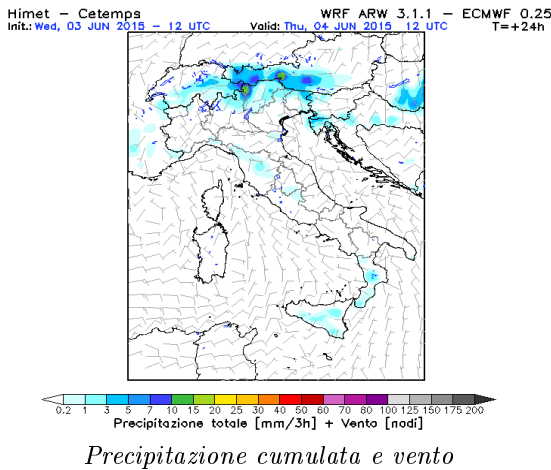 Himet – Cetemps WRF ARW 3.1.1 – ECMWF 0.25
Init.: Wed, 03 JUN 2015 – 12 UTC Valid: Thu, 04 JUN 2015 12 UTC T=+24h
0.2 1 3 5 7 10 15 20 25 30 40 50 60 70 80 90 100 125 150 175 200
Precipitazione totale [mm/3h] + Vento [nodi]
Precipitazione cumulata e vento